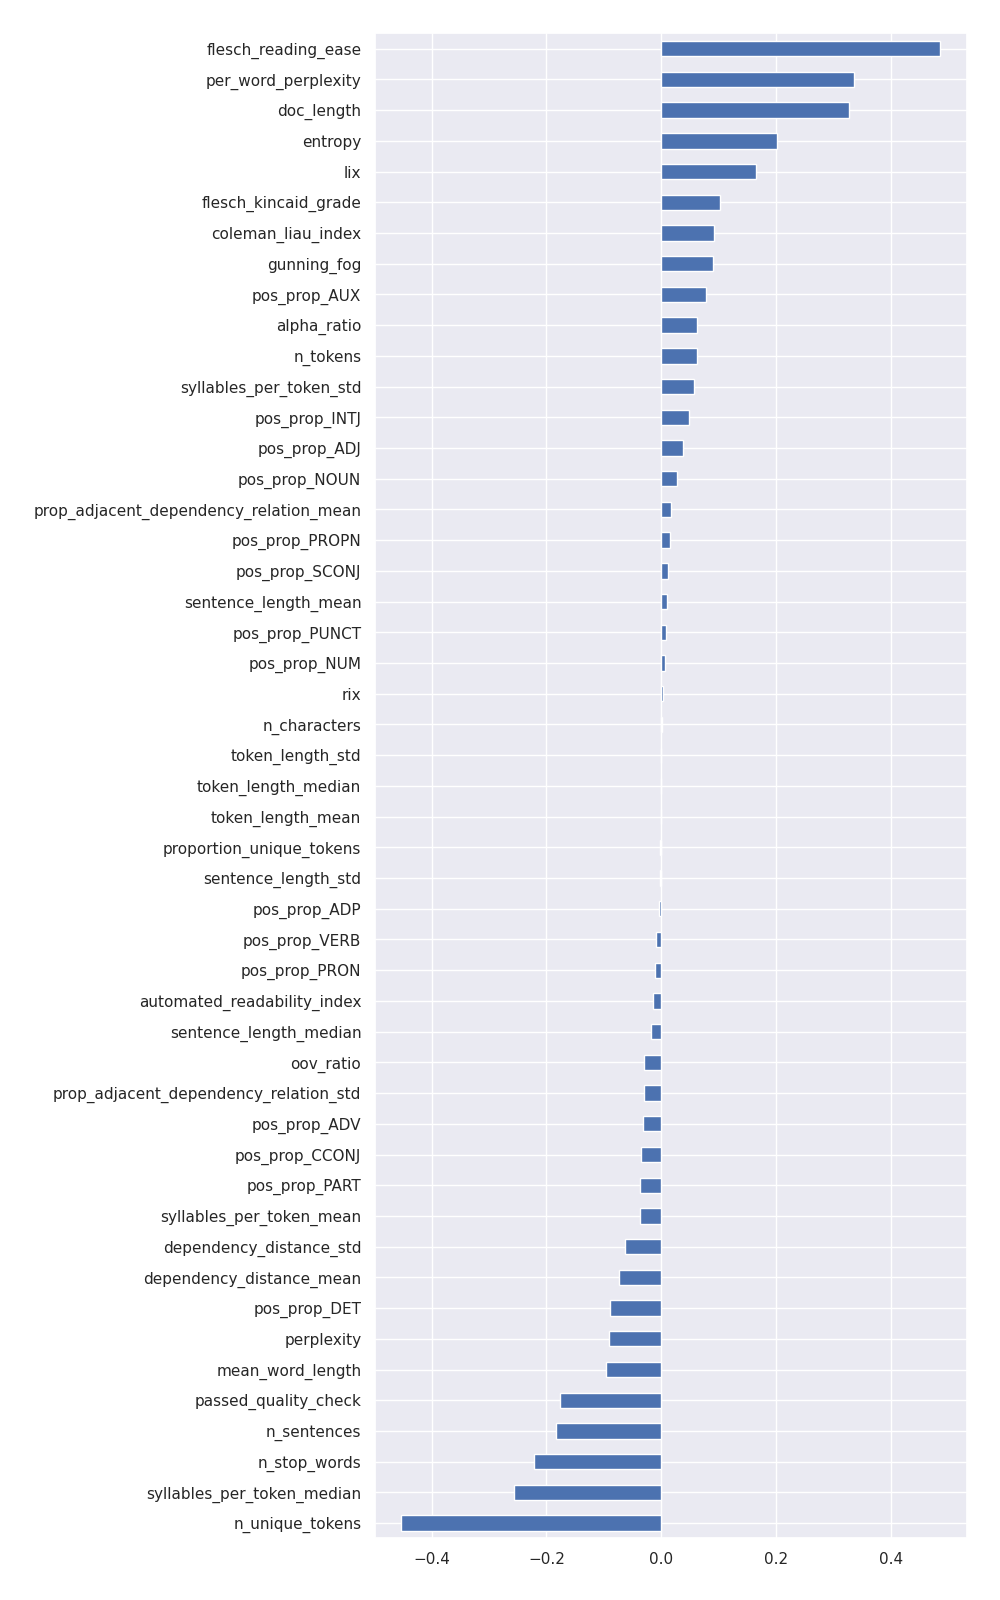 flesch_reading_ease
per_word_perplexity
doc_length
entropy
lix
flesch_kincaid_grade
coleman_liau_index
gunning_fog
pos_prop_AUX
alpha_ratio
n_tokens
syllables_per_token_std
pos_prop_INTJ
pos_prop_ADJ
pos_prop_NOUN
prop_adjacent_dependency_relation_mean
pos_prop_PROPN
pos_prop_SCONJ
sentence_length_mean
pos_prop_PUNCT
pos_prop_NUM
rix
n_characters
token_length_std
token_length_median
token_length_mean
proportion_unique_tokens
sentence_length_std
pos_prop_ADP
pos_prop_VERB
pos_prop_PRON
automated_readability_index
sentence_length_median
oov_ratio
prop_adjacent_dependency_relation_std
pos_prop_ADV
pos_prop_CCONJ
pos_prop_PART
syllables_per_token_mean
dependency_distance_std
dependency_distance_mean
pos_prop_DET
perplexity
mean_word_length
passed_quality_check
n_sentences
n_stop_words
syllables_per_token_median
n_unique_tokens
−0.4 −0.2 0.0 0.2 0.4